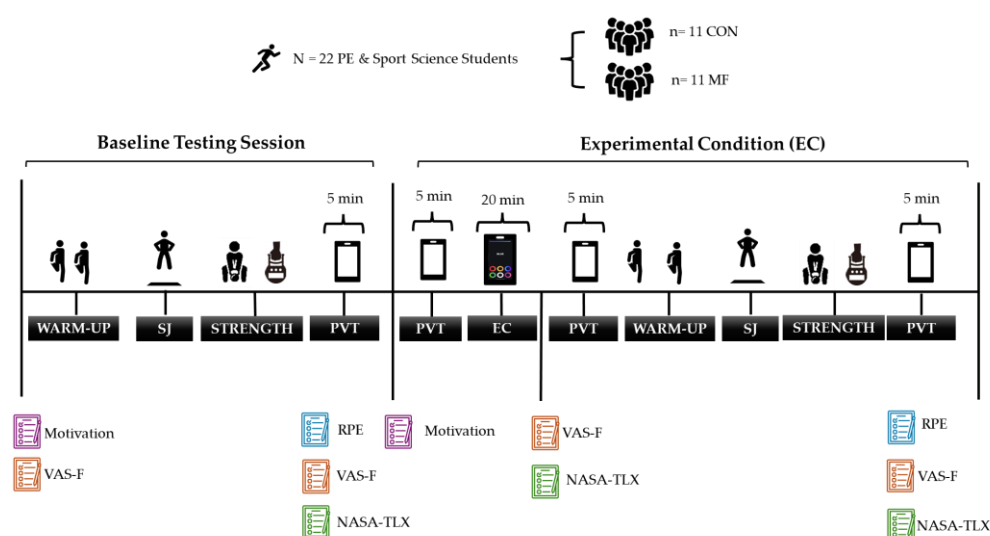 N = 22 PE & Sport Science Students
n= 11 CON
n= 11 MF
Baseline Testing Session
Experimental Condition (EC)
5 min
5 min
20 min
5 min
5 min
WARM-UP
SJ
STRENGTH
PVT
PVT
EC
PVT
WARM-UP
SJ
STRENGTH
PVT
Motivation
VAS-F
RPE
VAS-F
NASA-TLX
Motivation
VAS-F
NASA-TLX
RPE
VAS-F
NASA-TLX